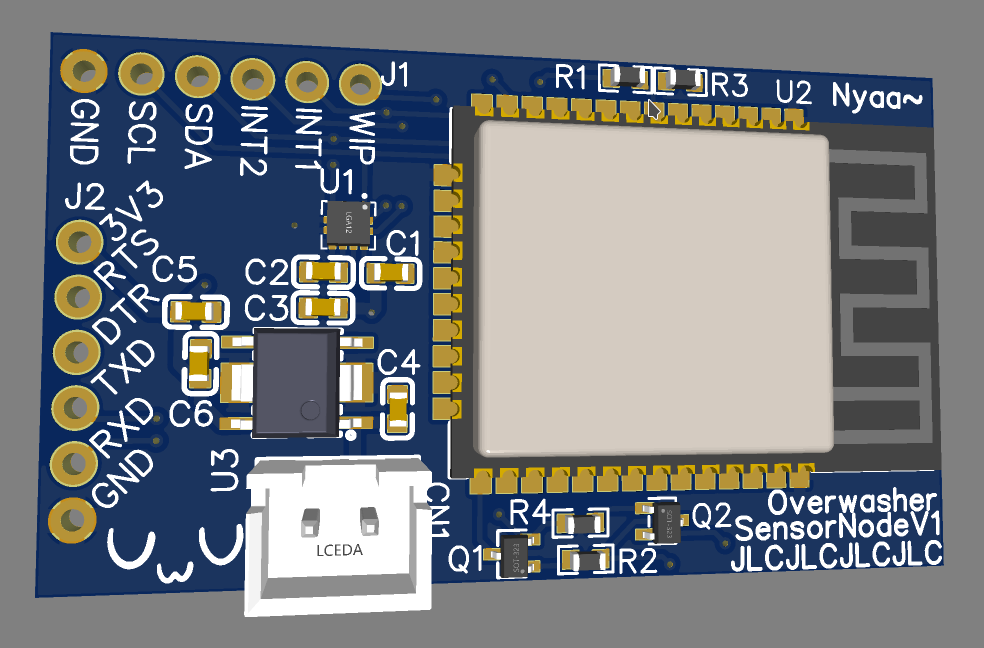 J1
R1
R3
U2
Nyaa~
GND
SCL
SDA
INT2
INT1
WIP
J2
U1
LGA12
3V3
RTS
DTR
TXD
RXD
GND
C5
C2
C1
C3
C4
C6
U3
CN1
LCEDA
R4
Q2
Q1
R2
SOT-323
SOT-323
Overwasher
SensorNodeV1
JLCJLCJLCJLC